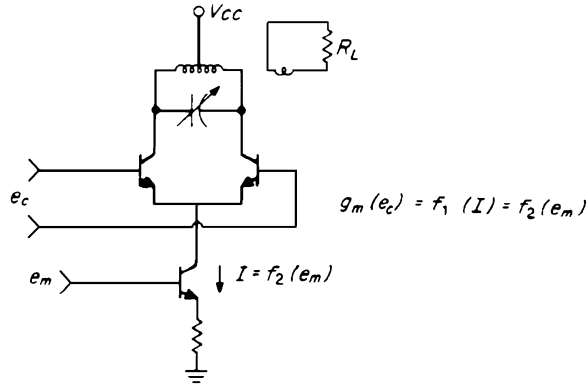 VCC
RL
ec
gm (ec) = f1 (I) = f2 (em)
em
I = f2 (em)